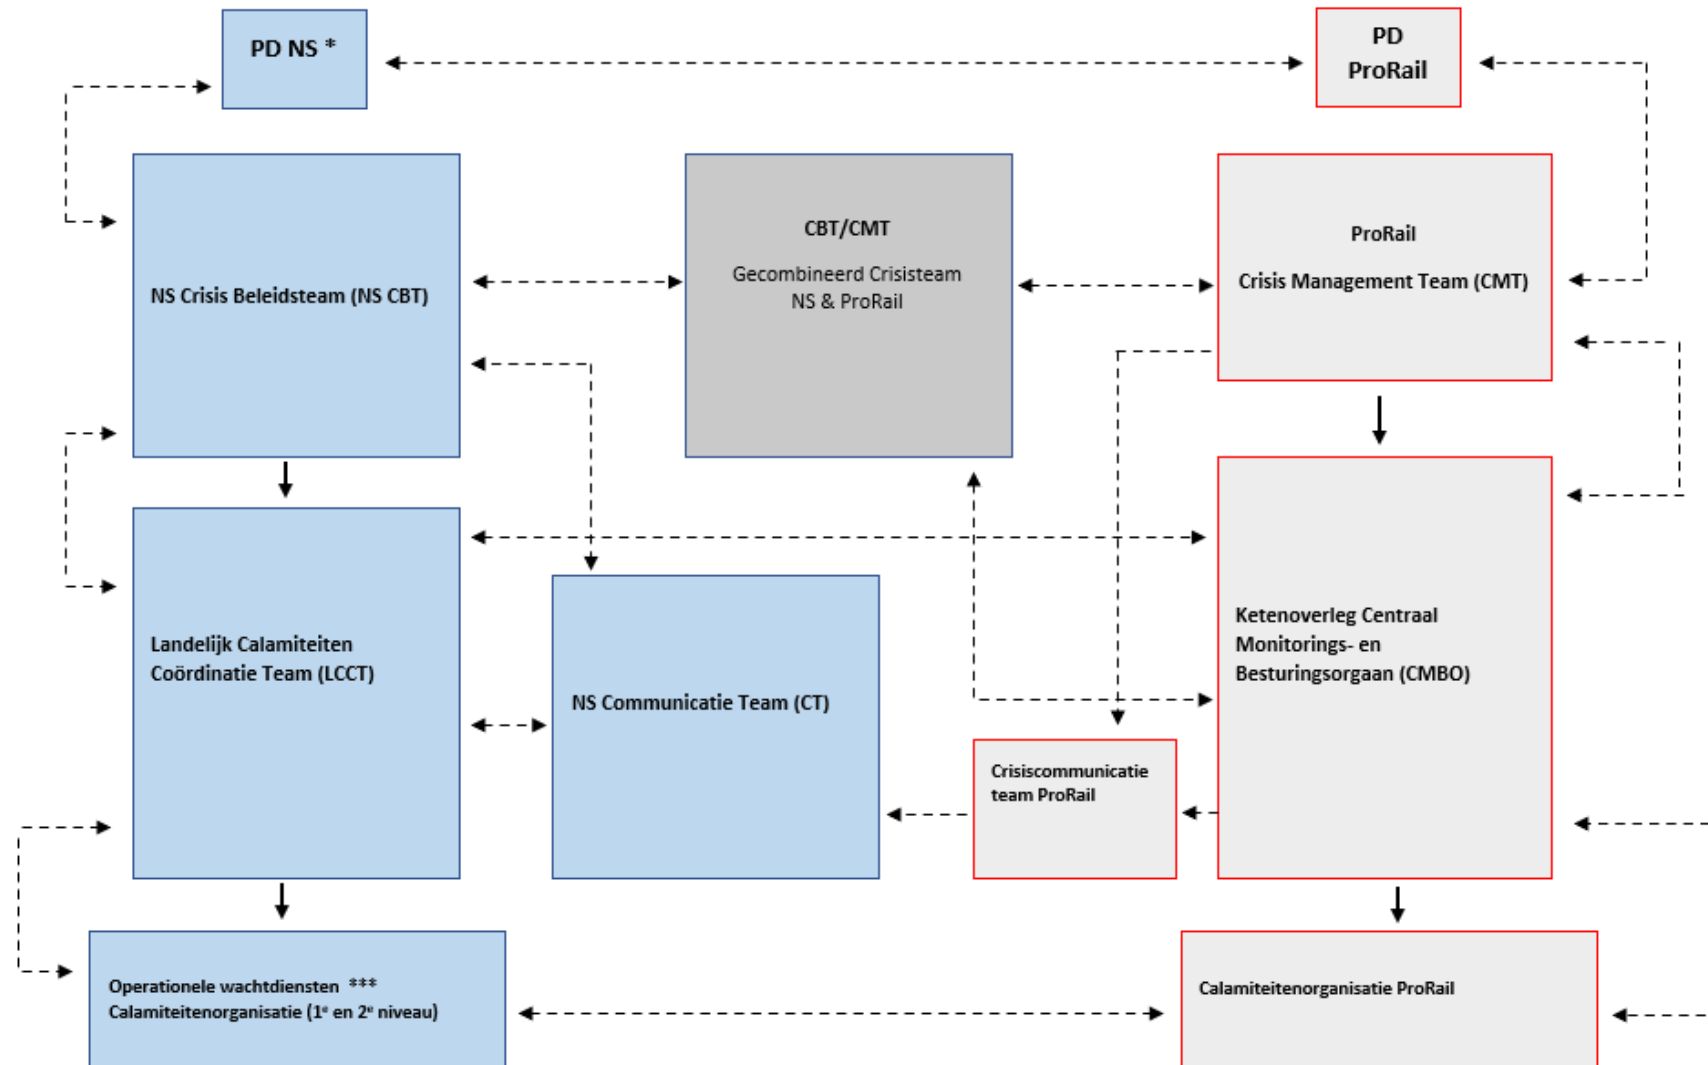 PD NS *
PD
ProRail
NS Crisis Beleidsteam (NS CBT)
CBT/CMT
Gecombineerd Crisisteam
NS & ProRail
ProRail
Crisis Management Team (CMT)
Landelijk Calamiteiten
Coördinatie Team (LCCT)
NS Communicatie Team (CT)
Crisiscommunicatie
team ProRail
Ketenoverleg Centraal
Monitorings- en
Besturingsorgaan (CMBO)
Operationele wachtdiensten ***
Calamiteitenorganisatie (1ᵉ en 2ᵉ niveau)
Calamiteitenorganisatie ProRail